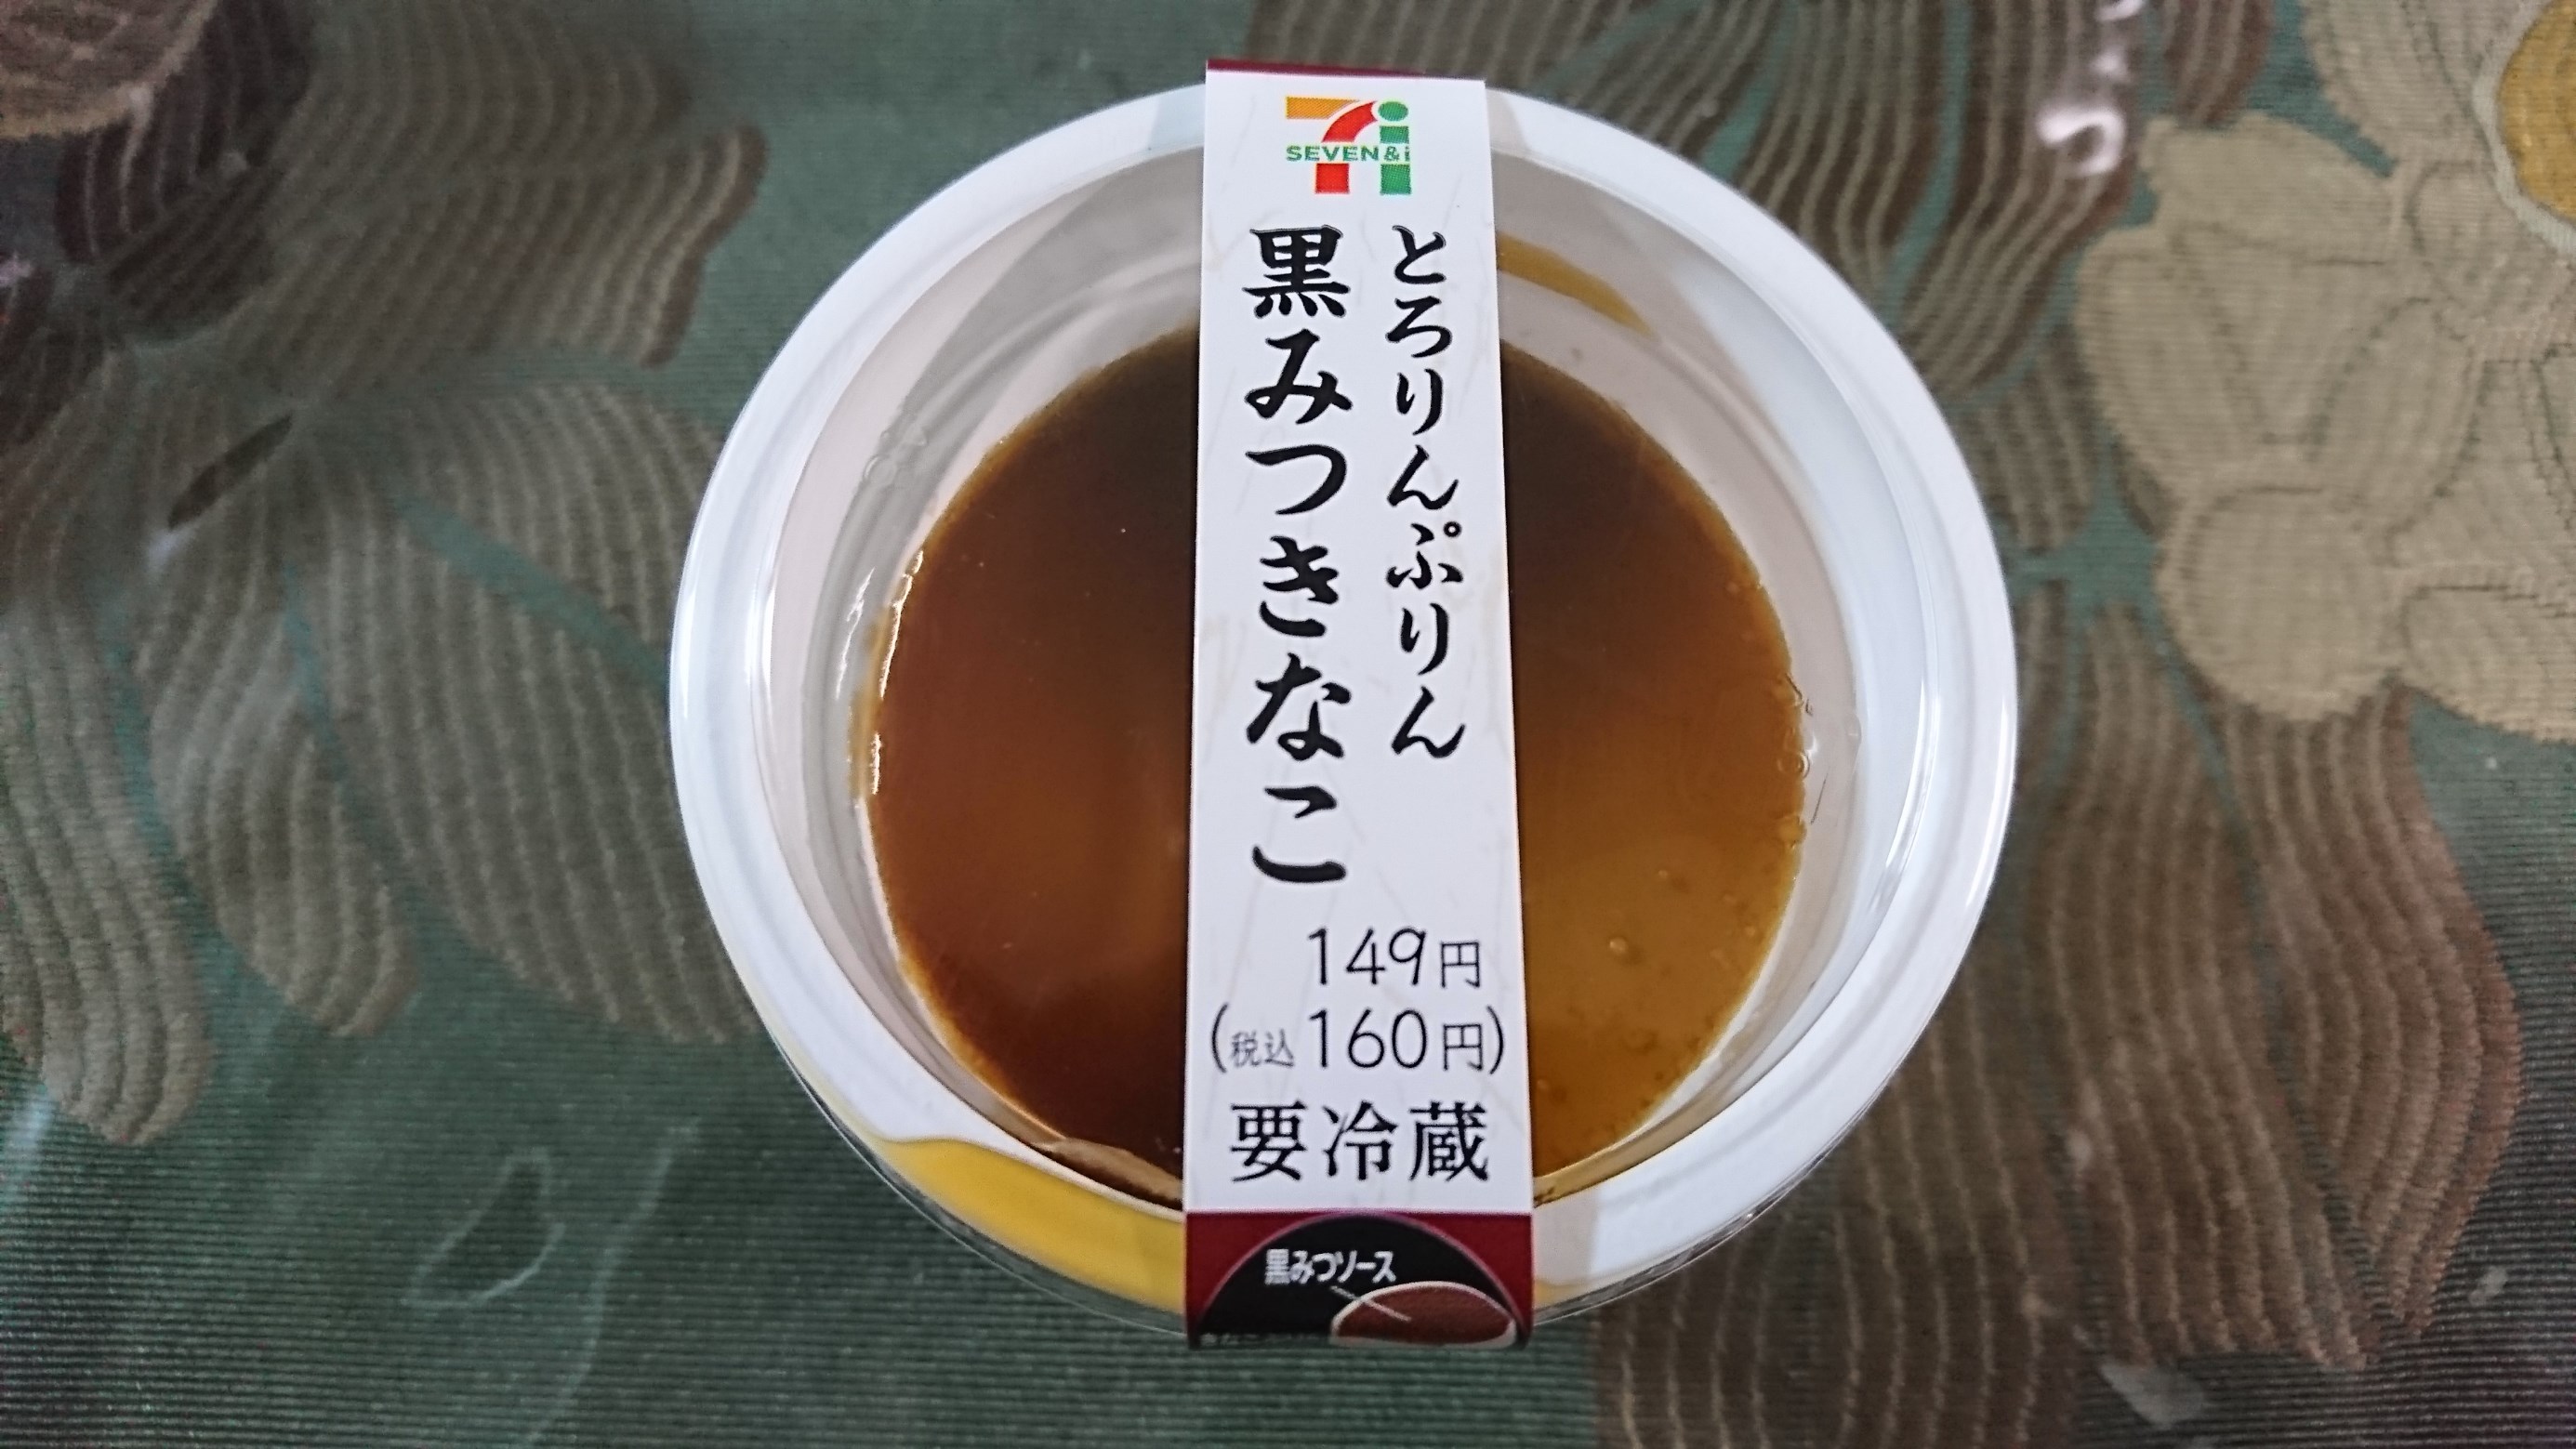 SEVEN&i
とろりんぷりん
黒みつきなこ
149円
(税込160円)
要冷蔵
黒みつソース